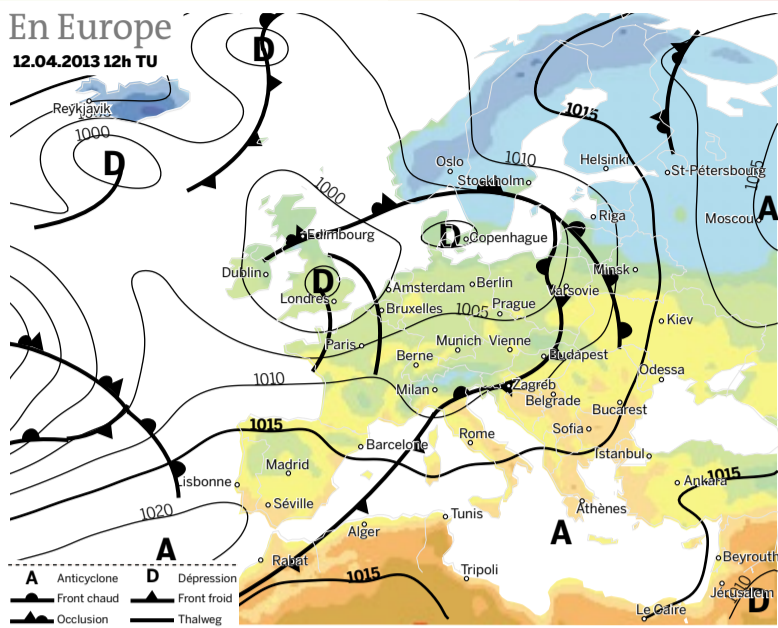 En Europe
12.04.2013 12h TU
D
Reykjavik
1000
D
1015
Oslo
Stockholm
1010
Helsinki
St-Pétersbourg
1000
Riga
Moscou
A
Edimbourg
D
Copenhague
Dublin
D
Londres
Amsterdam
Berlin
Minsk
Varsovie
Bruxelles
1005
Prague
Kiev
Paris
Munich
Vienne
Berne
Budapest
Odessa
1010
Milan
Zagreb
Belgrade
Bucarest
1015
Barcelone
Rome
Sofia
Istanbul
Lisbonne
Madrid
Ankara
1015
Séville
Athènes
1020
Tunis
Alger
A
A
Rabat
Beyrouth
1015
Tripoli
Jérusalem
1010
D
Le Caire
A Anticyclone
D Dépression
Front chaud
Front froid
Occlusion
Thalweg